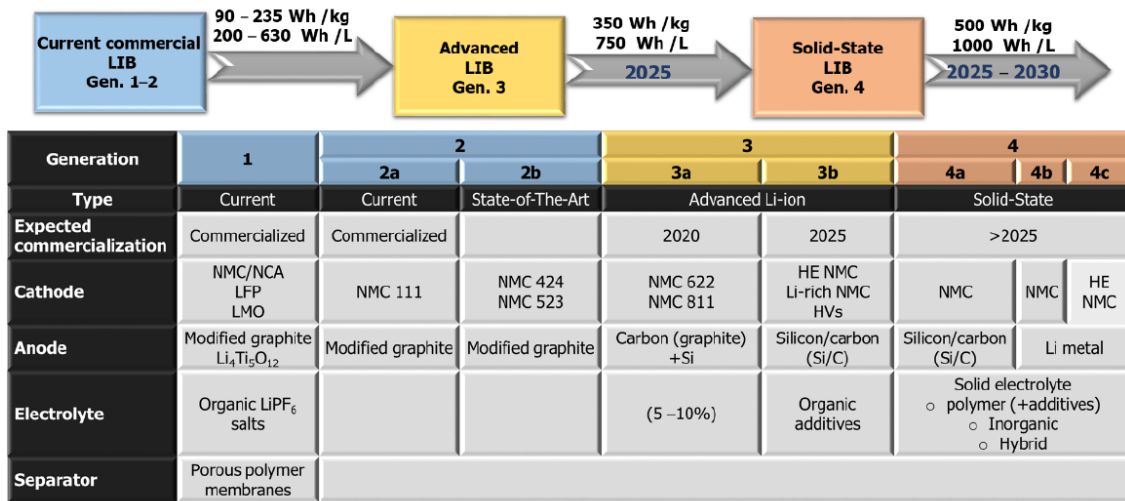 Current commercial
LIB
Gen. 1–2
90 – 235 Wh /kg
200 – 630 Wh /L
Advanced
LIB
Gen. 3
350 Wh /kg
750 Wh /L
2025
Solid-State
LIB
Gen. 4
500 Wh /kg
1000 Wh /L
2025 – 2030
Generation
1
2
2a
2b
3
3a
3b
4
4a
4b
4c
Type
Current
Current
State-of-The-Art
Advanced Li-ion
Solid-State
Expected
commercialization
Commercialized
Commercialized
2020
2025
>2025
Cathode
NMC/NCA
LFP
LMO
NMC 111
NMC 424
NMC 523
NMC 622
NMC 811
HE NMC
Li-rich NMC
HVs
NMC
NMC
HE
NMC
Anode
Modified graphite
Li₄Ti₅O₁₂
Modified graphite
Modified graphite
Carbon (graphite)
+Si
Silicon/carbon
(Si/C)
Silicon/carbon
(Si/C)
Li metal
Electrolyte
Organic LiPF₆
salts
(5 –10%)
Organic
additives
Solid electrolyte
o polymer (+additives)
o Inorganic
o Hybrid
Separator
Porous polymer
membranes